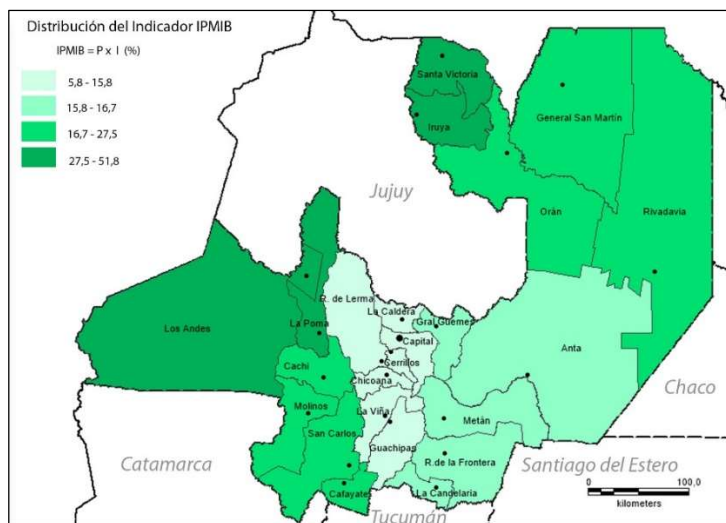 Distribución del Indicador IPMIB
IPMIB = P x I (%)
5,8 - 15,8
15,8 - 16,7
16,7 - 27,5
27,5 - 51,8
Santa Victoria
Iruya
General San Martín
Jujuy
Orán
Rivadavia
Los Andes
La Poma
R. de Lerma
La Caldera
Gral Guemes
Capital
Cerrillos
Anta
Cachi
Chicoana
Chaco
Molinos
La Viña
Metán
San Carlos
Guachipas
Catamarca
R.de la Frontera
Santiago del Estero
Cafayates
La Candelaria
Tucumán
0
100,0
kilometers